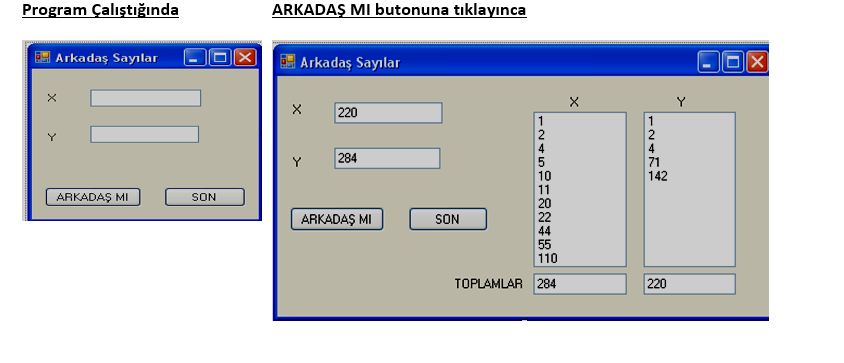 Program Çalıştığında
ARKADAŞ MI butonuna tıklayınca
Arkadaş Sayılar
X
Y
ARKADAŞ MI SON
Arkadaş Sayılar
X 220
Y 284
ARKADAŞ MI SON
X Y
1 1
2 2
4 4
5 71
10 142
11
20
22
44
55
110
TOPLAMLAR 284 220